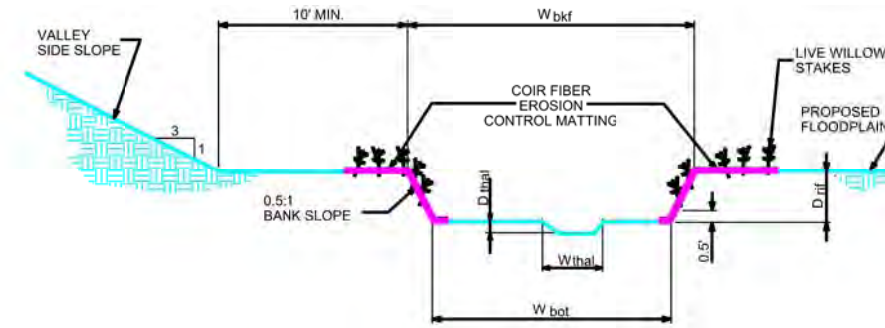 10' MIN.
W bkf
VALLEY
SIDE SLOPE
LIVE WILLOW
STAKES
COIR FIBER
EROSION
CONTROL MATTING
PROPOSED
FLOODPLAIN
3
1
0.5:1
BANK SLOPE
D thal
D rif
0.5'
W thal
W bot